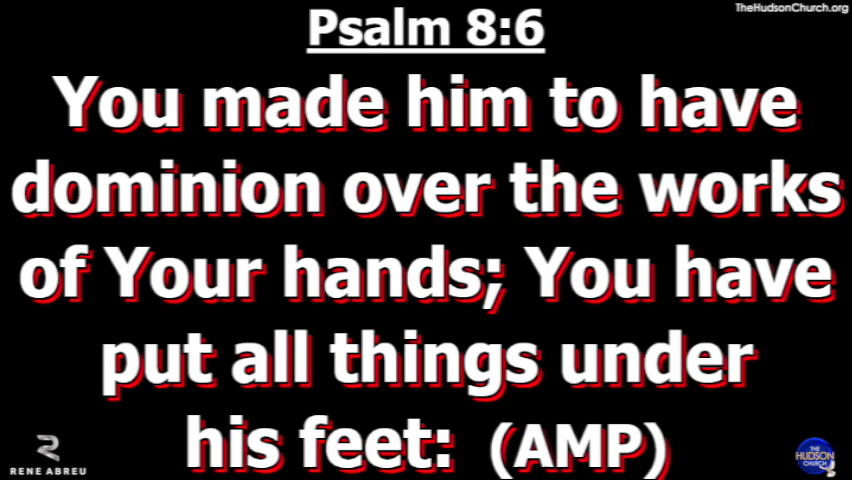 TheHudsonChurch.org
Psalm 8:6
You made him to have
dominion over the works
of Your hands; You have
put all things under
his feet: (AMP)
RENE ABREU
THE
HUDSON
CHURCH